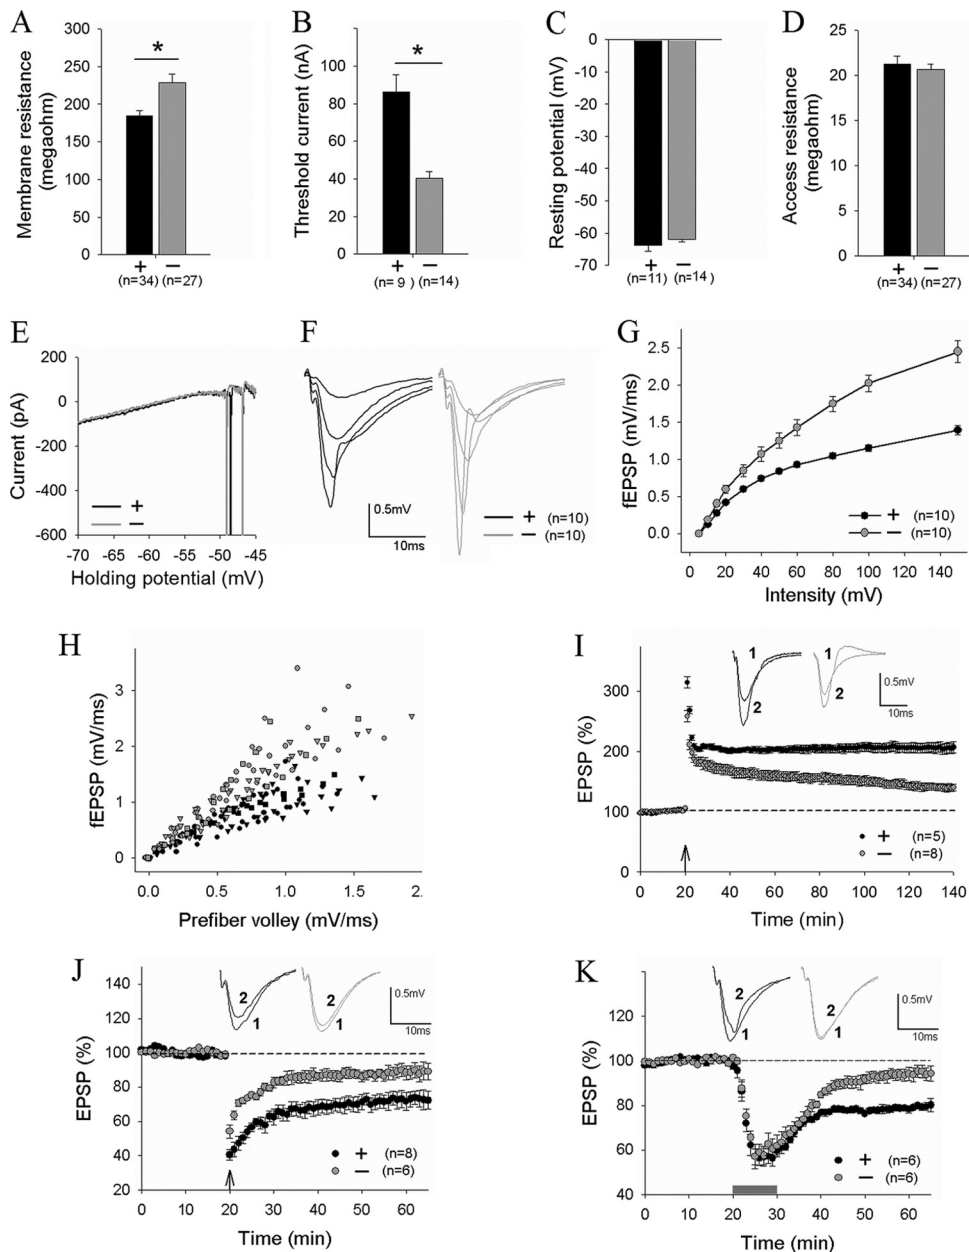 A
Membrane resistance
(megaohm)
300
250
200
150
100
50
0
*
+ −
(n=34) (n=27)
B
Threshold current (nA)
100
80
60
40
20
0
*
+ −
(n= 9 ) (n=14)
C
Resting potential (mV)
0
-10
-20
-30
-40
-50
-60
-70
+ −
(n=11) (n=14)
D
Access resistance
(megaohm)
25
20
15
10
5
0
+ −
(n=34) (n=27)
E
Current (pA)
200
0
-200
-400
-600
+
−
-70 -65 -60 -55 -50 -45
Holding potential (mV)
F
0.5mV
10ms
+ (n=10)
− (n=10)
G
fEPSP (mV/ms)
2.5
2.0
1.5
1.0
0.5
0.0
+ (n=10)
− (n=10)
0 20 40 60 80 100 120 140
Intensity (mV)
H
fEPSP (mV/ms)
3
2
1
0
0.0 0.5 1.0 1.5 2.
Prefiber volley (mV/ms)
I
EPSP (%)
300
200
100
0
1
2
1
2
0.5mV
10ms
+ (n=5)
− (n=8)
0 20 40 60 80 100 120 140
Time (min)
J
EPSP (%)
140
120
100
80
60
40
20
2
1
2
1
0.5mV
10ms
+ (n=8)
− (n=6)
0 10 20 30 40 50 60
Time (min)
K
EPSP (%)
120
100
80
60
40
2
1
2
1
0.5mV
10ms
+ (n=6)
− (n=6)
0 10 20 30 40 50 60
Time (min)